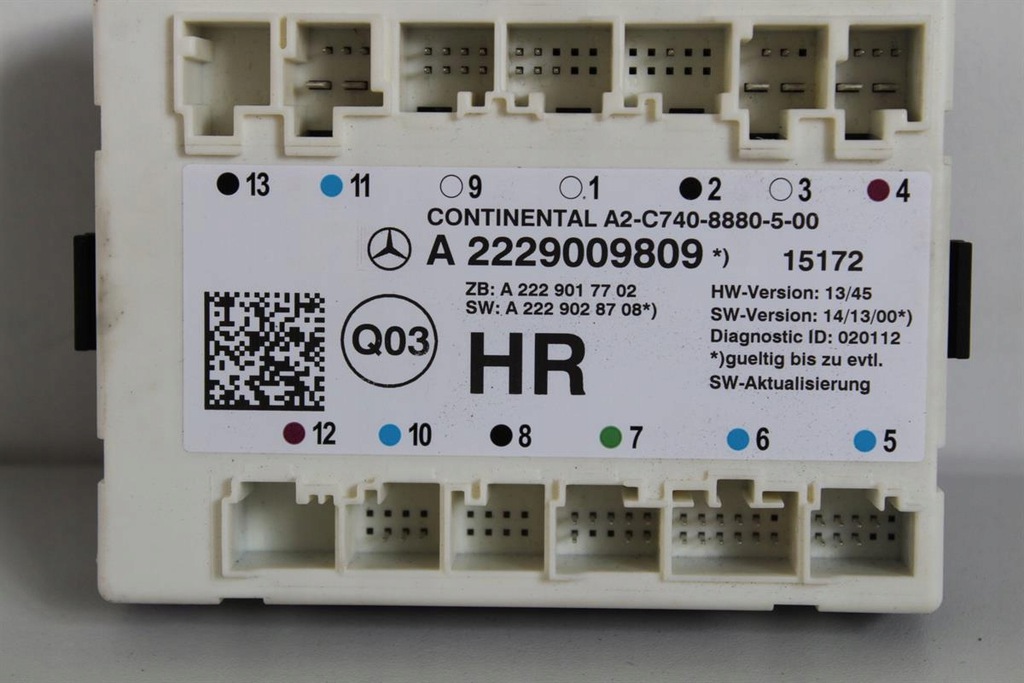 13 11 9 1 2 3 4
CONTINENTAL A2-C740-8880-5-00
A 2229009809 *) 15172
ZB: A 222 901 77 02
SW: A 222 902 87 08*)
HW-Version: 13/45
SW-Version: 14/13/00*)
Diagnostic ID: 020112
*)gueltig bis zu evtl.
SW-Aktualisierung
Q03
HR
12 10 8 7 6 5